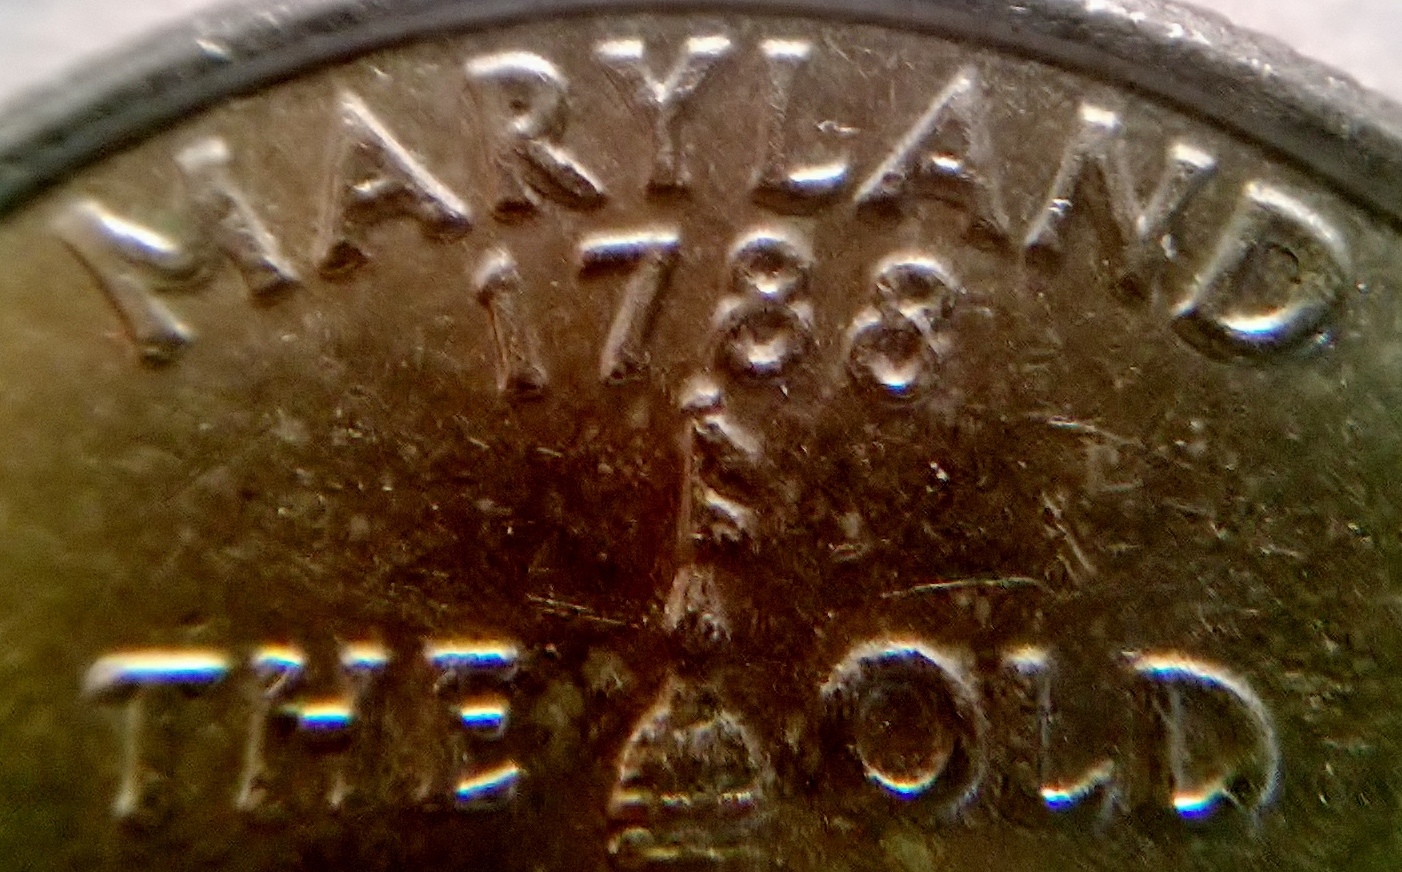 MARYLAND
1788
THE OLD